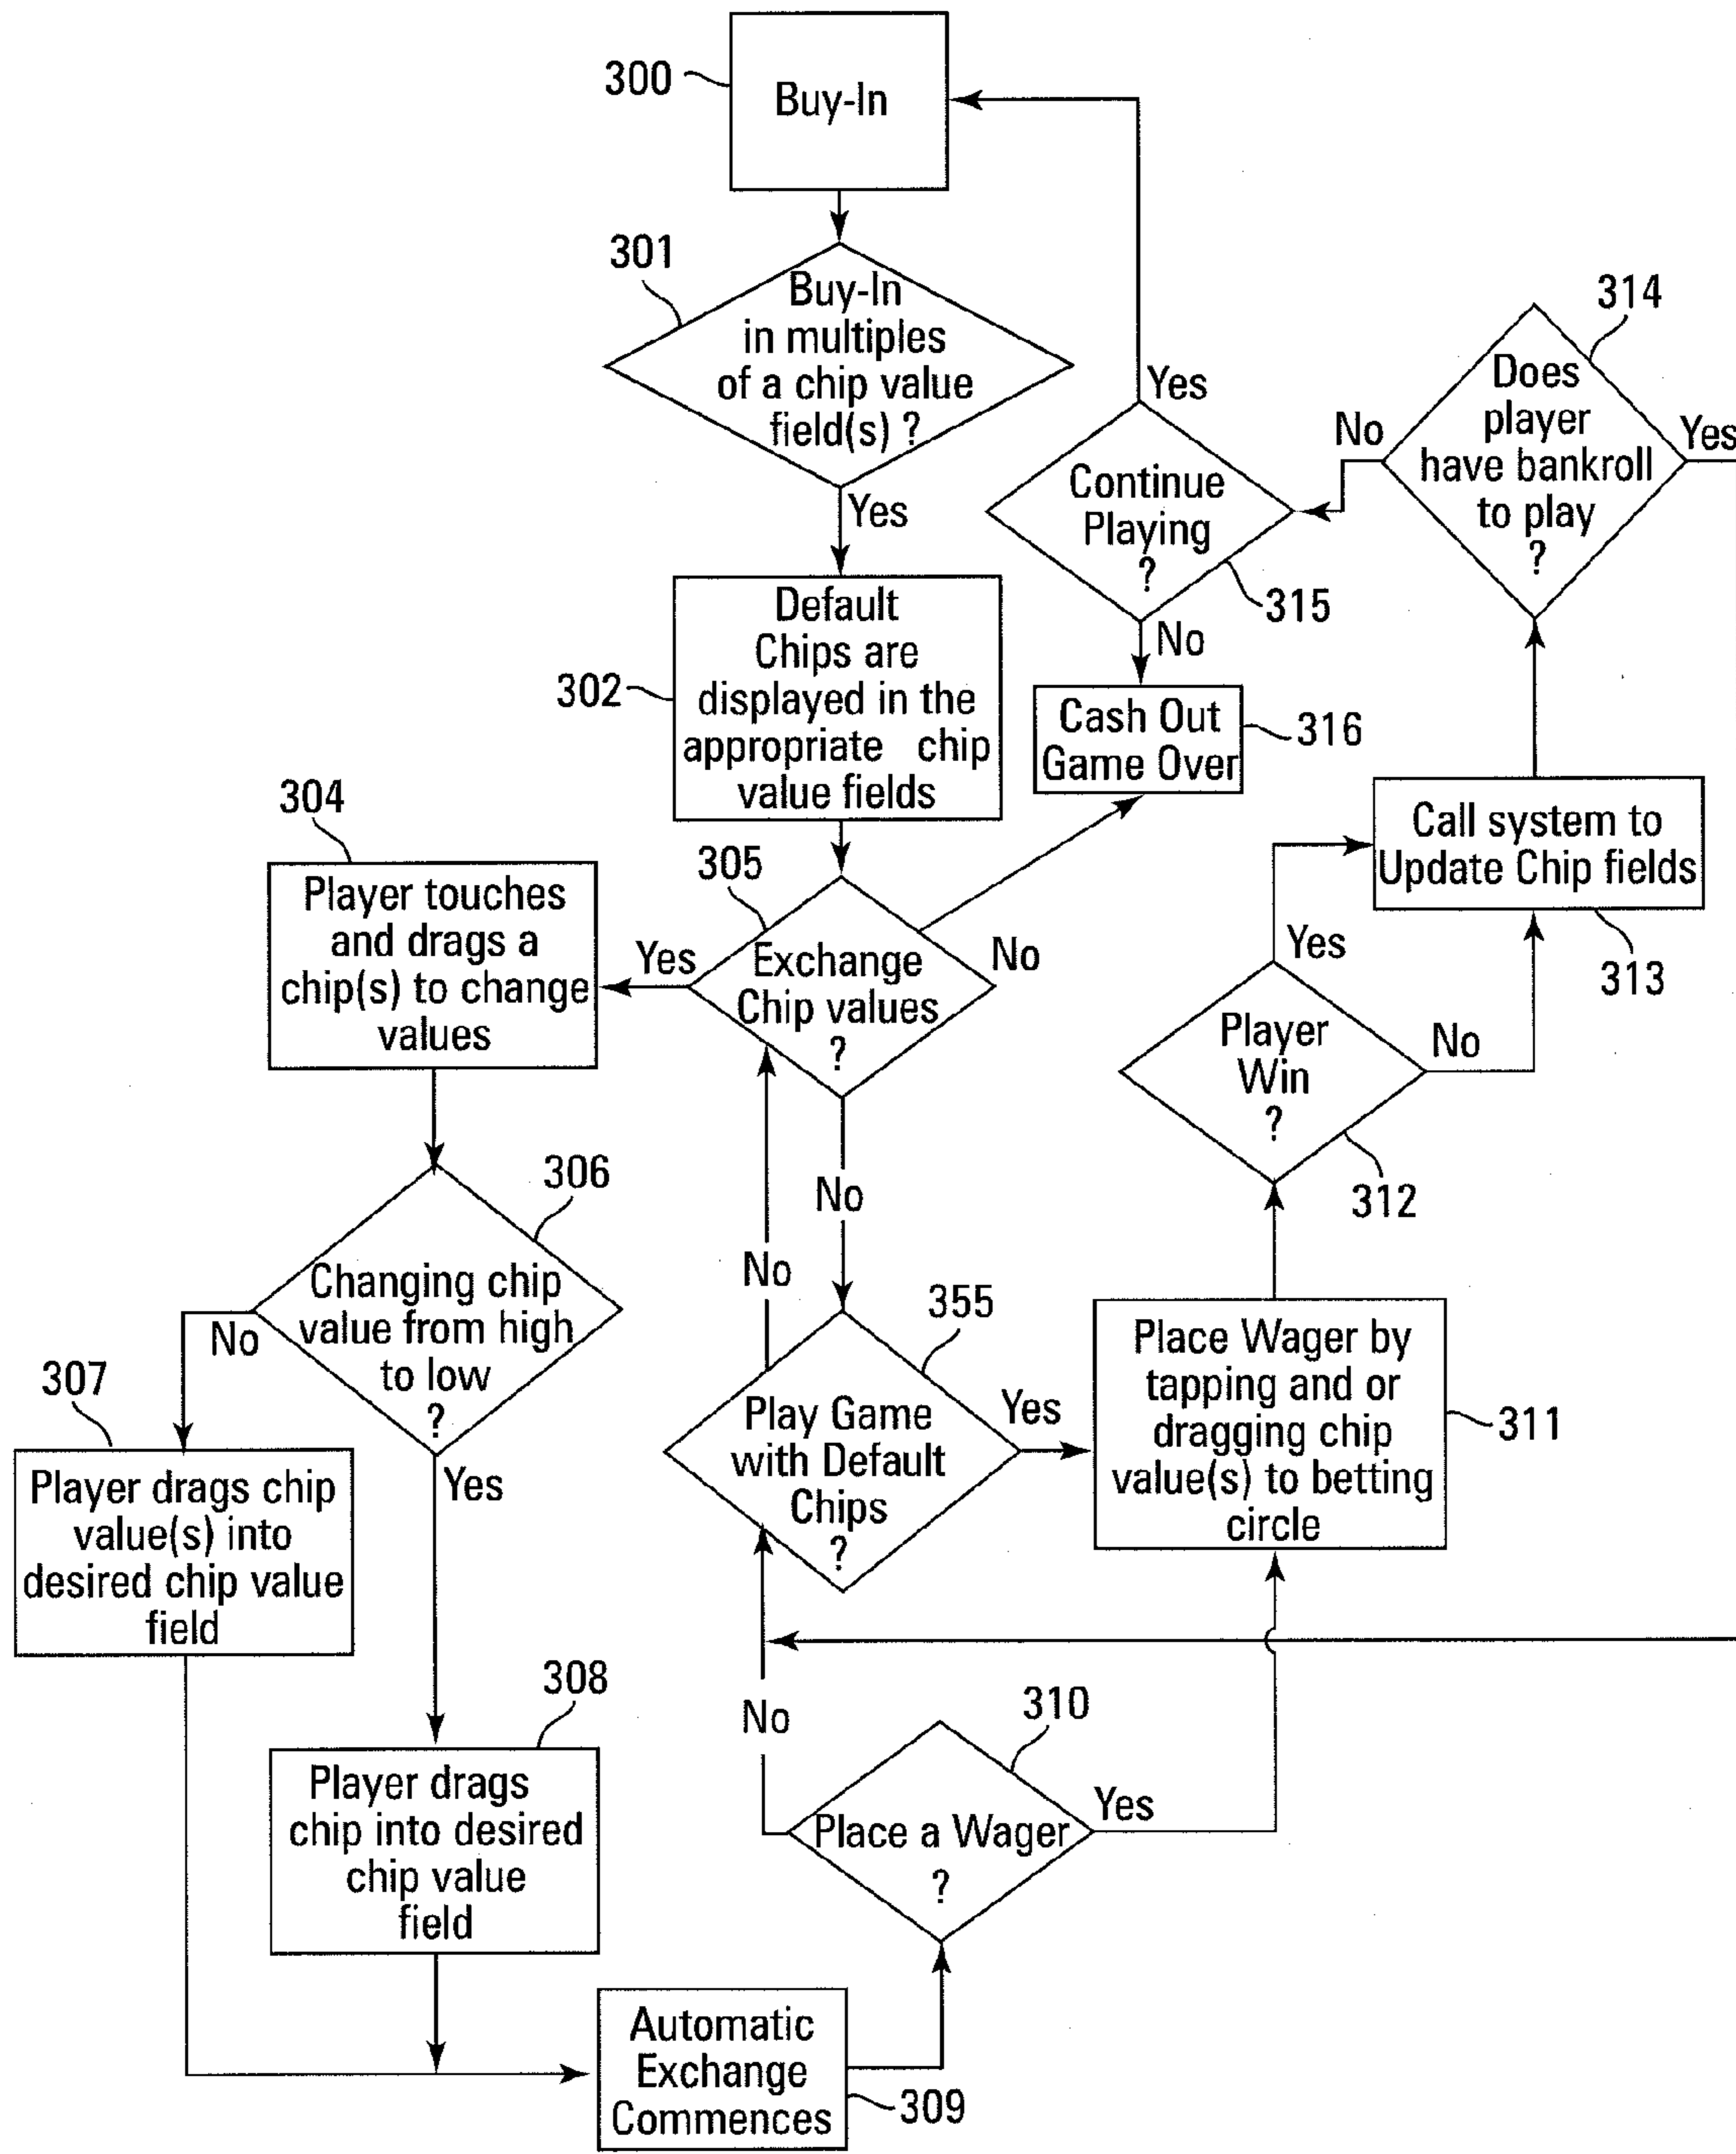 300
Buy-In
301
Buy-In
in multiples
of a chip value
field(s) ?
Yes
302
Default
Chips are
displayed in the
appropriate chip
value fields
314
Does
player
have bankroll
to play
?
No
Yes
Yes
Continue
Playing
?
315
No
Cash Out
Game Over
316
304
Player touches
and drags a
chip(s) to change
values
305
Exchange
Chip values
?
Yes
No
No
Call system to
Update Chip fields
313
Yes
No
Player
Win
?
312
306
Changing chip
value from high
to low
?
No
Yes
307
Player drags chip
value(s) into
desired chip value
field
No
355
Play Game
with Default
Chips
?
Yes
Place Wager by
tapping and or
dragging chip
value(s) to betting
circle
311
308
Player drags
chip into desired
chip value
field
No
310
Place a Wager
?
Yes
Automatic
Exchange
Commences
309